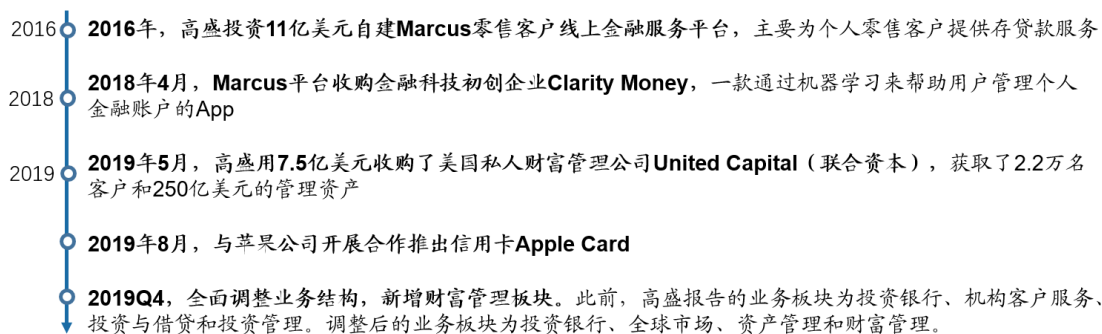 2016 2016年，高盛投资11亿美元自建Marcus零售客户线上金融服务平台，主要为个人零售客户提供存贷款服务
2018年4月，Marcus平台收购金融科技初创企业Clarity Money，一款通过机器学习来帮助用户管理个人
2018
金融账户的App
2019年5月，高盛用7.5亿美元收购了美国私人财富管理公司United Capital（联合资本），获取了2.2万名
2019
客户和250亿美元的管理资产
2019年8月，与苹果公司开展合作推出信用卡Apple Card
2019Q4，全面调整业务结构，新增财富管理板块。此前，高盛报告的业务板块为投资银行、机构客户服务、
投资与借贷和投资管理。调整后的业务板块为投资银行、全球市场、资产管理和财富管理。